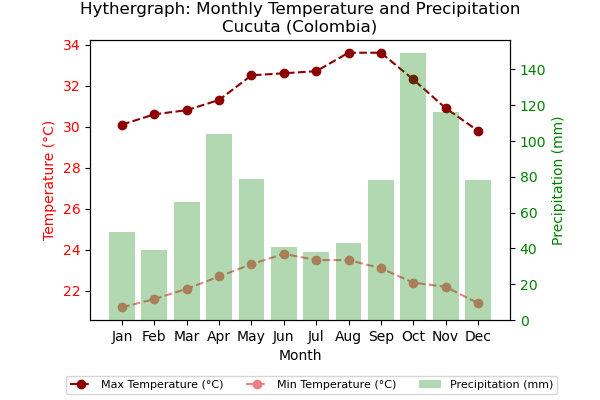 Hythergraph: Monthly Temperature and Precipitation
Cucuta (Colombia)
34
32
30
28
26
24
22
Temperature (°C)
140
120
100
80
60
40
20
0
Precipitation (mm)
Jan Feb Mar Apr May Jun Jul Aug Sep Oct Nov Dec
Month
Max Temperature (°C) Min Temperature (°C) Precipitation (mm)